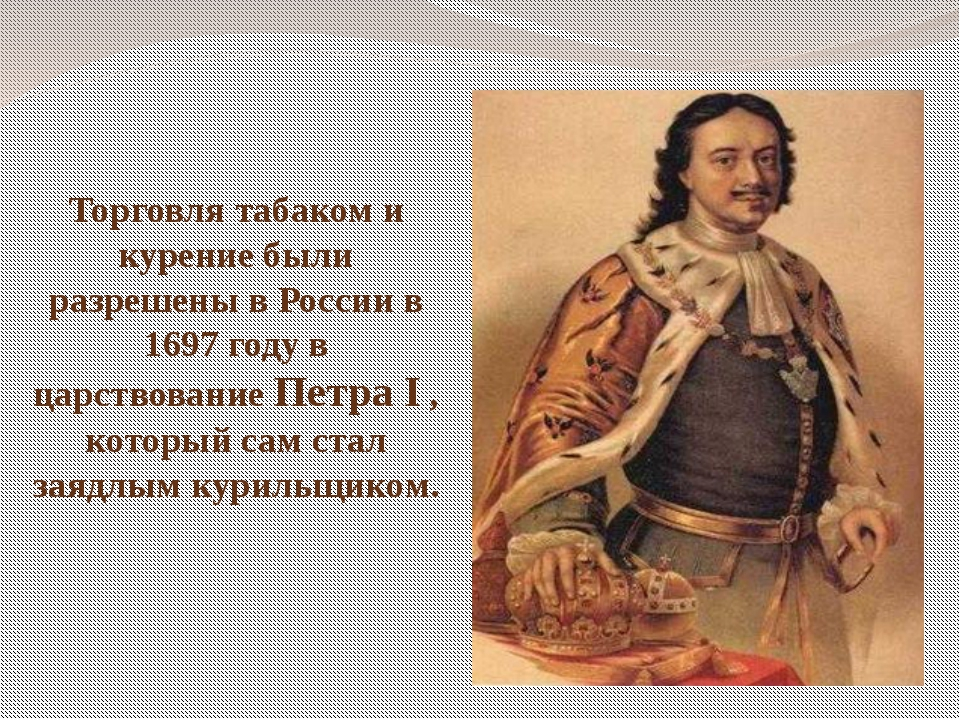 Торговля табаком и
курение были
разрешены в России в
1697 году в
царствование Петра I ,
который сам стал
заядлым курильщиком.